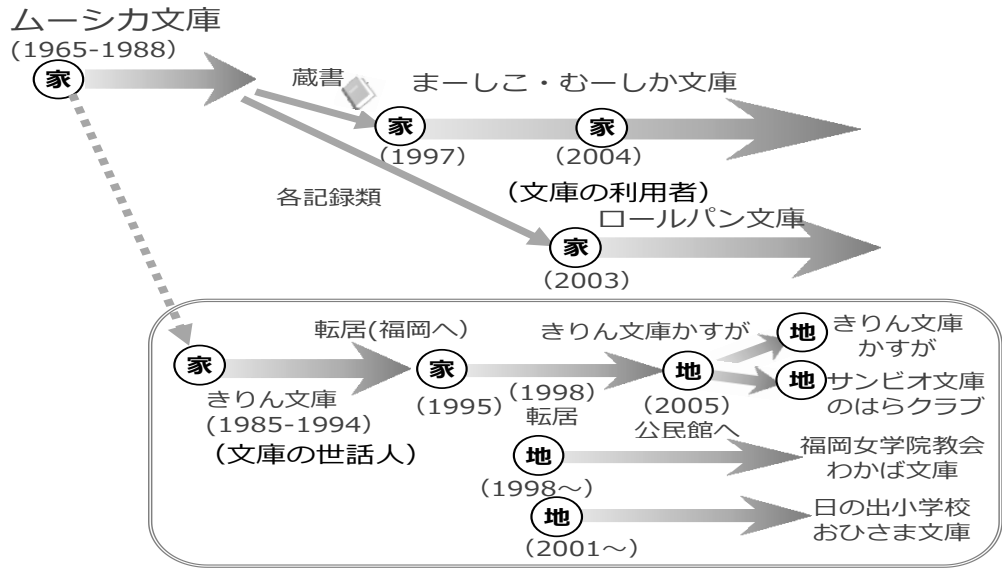 ムーシカ文庫
(1965-1988)
家
蔵書
まーしこ・むーしか文庫
家
(1997)
家
(2004)
各記録類
(文庫の利用者)
ロールパン文庫
家
(2003)
家
きりん文庫
(1985-1994)
(文庫の世話人)
転居(福岡へ)
家
(1995)
(1998)
転居
きりん文庫かすが
地
(2005)
公民館へ
地
きりん文庫
かすが
地
サンビオ文庫
のはらクラブ
地
(1998～)
福岡女学院教会
わかば文庫
地
(2001～)
日の出小学校
おひさま文庫